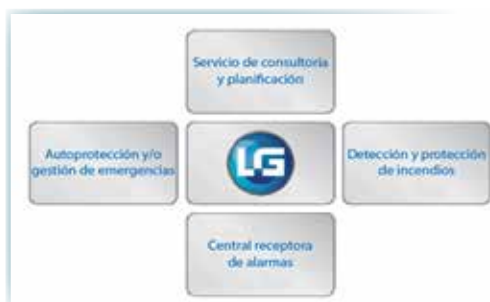 Servicio de consultoría
y planificación
Autoprotección y/o
gestión de emergencias
LG
Detección y protección
de incendios
Central receptora
de alarmas